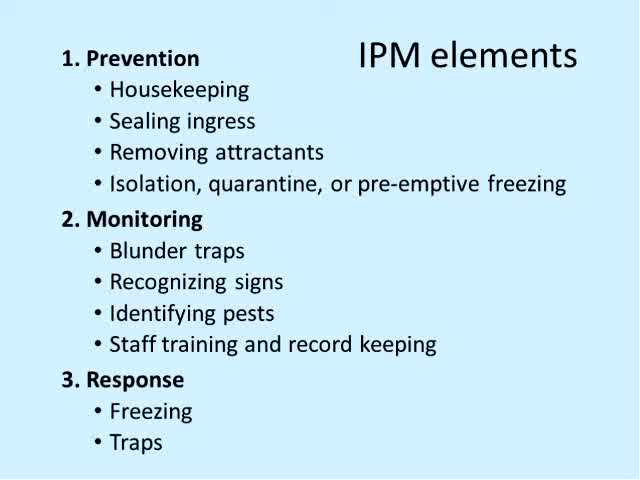 IPM elements
1. Prevention
• Housekeeping
• Sealing ingress
• Removing attractants
• Isolation, quarantine, or pre-emptive freezing
2. Monitoring
• Blunder traps
• Recognizing signs
• Identifying pests
• Staff training and record keeping
3. Response
• Freezing
• Traps